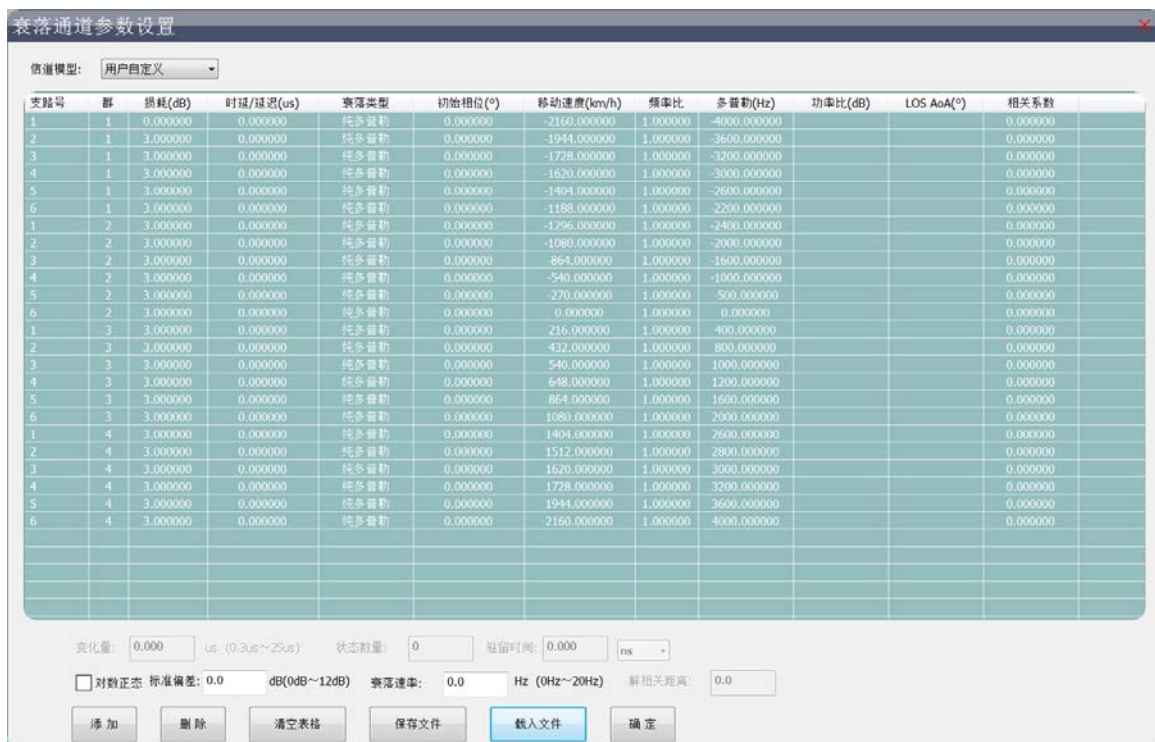 衰落通道参数设置
信道模型: 用户自定义
支路号 群 损耗(dB) 时延/延迟(us) 衰落类型 初始相位(°) 移动速度(km/h) 频率比 多普勒(Hz) 功率比(dB) LOS AoA(°) 相关系数
1 1 0.000000 0.000000 纯多普勒 0.000000 -2160.000000 1.000000 -4000.000000 0.000000
2 1 3.000000 0.000000 纯多普勒 0.000000 -1944.000000 1.000000 -3600.000000 0.000000
3 1 3.000000 0.000000 纯多普勒 0.000000 -1728.000000 1.000000 -3200.000000 0.000000
4 1 3.000000 0.000000 纯多普勒 0.000000 -1620.000000 1.000000 -3000.000000 0.000000
5 1 3.000000 0.000000 纯多普勒 0.000000 -1404.000000 1.000000 -2600.000000 0.000000
6 1 3.000000 0.000000 纯多普勒 0.000000 -1188.000000 1.000000 -2200.000000 0.000000
1 2 3.000000 0.000000 纯多普勒 0.000000 -1296.000000 1.000000 -2400.000000 0.000000
2 2 3.000000 0.000000 纯多普勒 0.000000 -1080.000000 1.000000 -2000.000000 0.000000
3 2 3.000000 0.000000 纯多普勒 0.000000 -864.000000 1.000000 -1600.000000 0.000000
4 2 3.000000 0.000000 纯多普勒 0.000000 -540.000000 1.000000 -1000.000000 0.000000
5 2 3.000000 0.000000 纯多普勒 0.000000 -270.000000 1.000000 -500.000000 0.000000
6 2 3.000000 0.000000 纯多普勒 0.000000 0.000000 1.000000 0.000000 0.000000
1 3 3.000000 0.000000 纯多普勒 0.000000 216.000000 1.000000 400.000000 0.000000
2 3 3.000000 0.000000 纯多普勒 0.000000 432.000000 1.000000 800.000000 0.000000
3 3 3.000000 0.000000 纯多普勒 0.000000 540.000000 1.000000 1000.000000 0.000000
4 3 3.000000 0.000000 纯多普勒 0.000000 648.000000 1.000000 1200.000000 0.000000
5 3 3.000000 0.000000 纯多普勒 0.000000 864.000000 1.000000 1600.000000 0.000000
6 3 3.000000 0.000000 纯多普勒 0.000000 1080.000000 1.000000 2000.000000 0.000000
1 4 3.000000 0.000000 纯多普勒 0.000000 1404.000000 1.000000 2600.000000 0.000000
2 4 3.000000 0.000000 纯多普勒 0.000000 1512.000000 1.000000 2800.000000 0.000000
3 4 3.000000 0.000000 纯多普勒 0.000000 1620.000000 1.000000 3000.000000 0.000000
4 4 3.000000 0.000000 纯多普勒 0.000000 1728.000000 1.000000 3200.000000 0.000000
5 4 3.000000 0.000000 纯多普勒 0.000000 1944.000000 1.000000 3600.000000 0.000000
6 4 3.000000 0.000000 纯多普勒 0.000000 2160.000000 1.000000 4000.000000 0.000000
变化量: 0.000 us (0.3us~25us) 状态数量: 0 驻留时间: 0.000 ns
对数正态 标准偏差: 0.0 dB(0dB~12dB) 衰落速率: 0.0 Hz (0Hz~20Hz) 解相关距离: 0.0
添加 删除 清空表格 保存文件 载入文件 确定